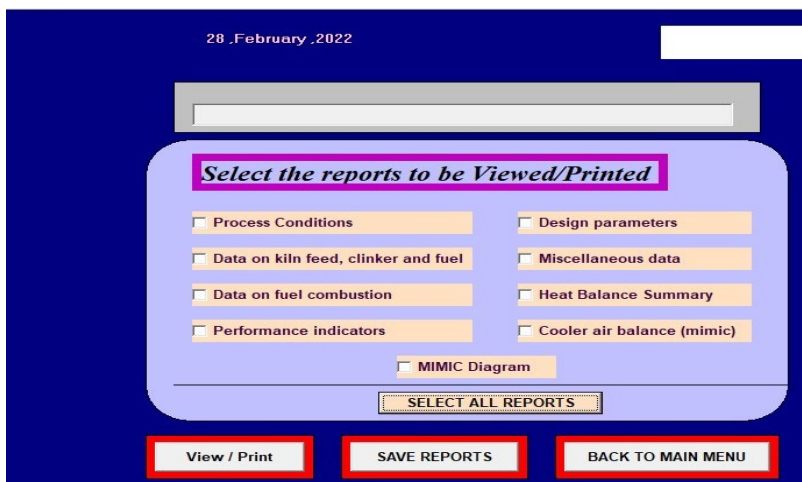 28 ,February ,2022
Select the reports to be Viewed/Printed
Process Conditions
Design parameters
Data on kiln feed, clinker and fuel
Miscellaneous data
Data on fuel combustion
Heat Balance Summary
Performance indicators
Cooler air balance (mimic)
MIMIC Diagram
SELECT ALL REPORTS
View / Print
SAVE REPORTS
BACK TO MAIN MENU